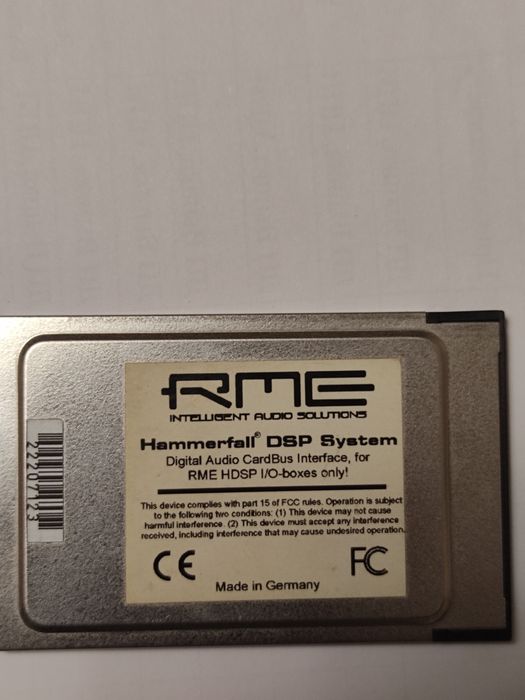 RME
INTELLIGENT AUDIO SOLUTIONS
Hammerfall® DSP System
Digital Audio CardBus Interface, for
RME HDSP I/O-boxes only!
This device complies with part 15 of FCC rules. Operation is subject
to the following two conditions: (1) This device may not cause
harmful interference. (2) This device must accept any interference
received, including interference that may cause undesired operation.
CE FC
Made in Germany
22207123